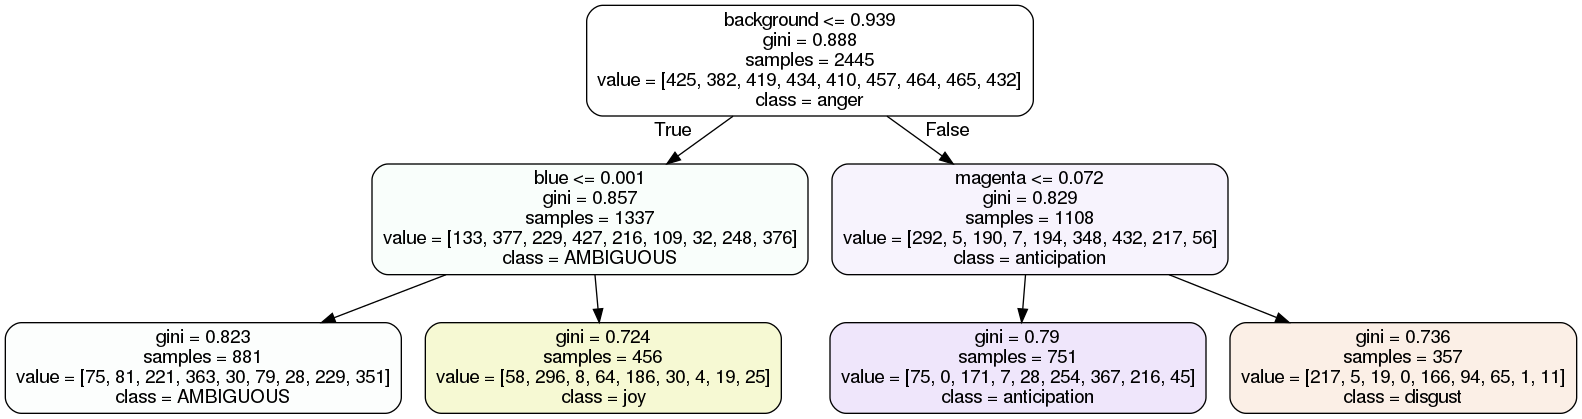 background <= 0.939
gini = 0.888
samples = 2445
value = [425, 382, 419, 434, 410, 457, 464, 465, 432]
class = anger
True
False
blue <= 0.001
gini = 0.857
samples = 1337
value = [133, 377, 229, 427, 216, 109, 32, 248, 376]
class = AMBIGUOUS
magenta <= 0.072
gini = 0.829
samples = 1108
value = [292, 5, 190, 7, 194, 348, 432, 217, 56]
class = anticipation
gini = 0.823
samples = 881
value = [75, 81, 221, 363, 30, 79, 28, 229, 351]
class = AMBIGUOUS
gini = 0.724
samples = 456
value = [58, 296, 8, 64, 186, 30, 4, 19, 25]
class = joy
gini = 0.79
samples = 751
value = [75, 0, 171, 7, 28, 254, 367, 216, 45]
class = anticipation
gini = 0.736
samples = 357
value = [217, 5, 19, 0, 166, 94, 65, 1, 11]
class = disgust